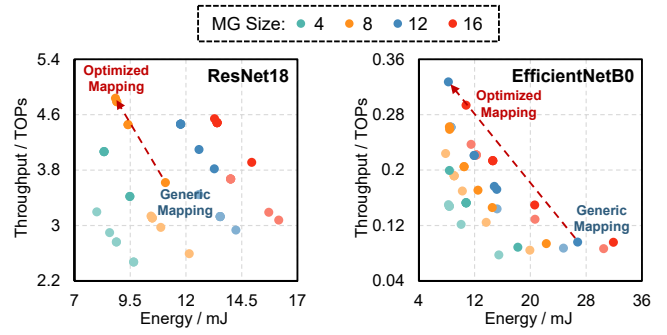 MG Size: 4 8 12 16
ResNet18
Optimized
Mapping
Generic
Mapping
Throughput / TOPs
5.4
4.6
3.8
3
2.2
7 9.5 12 14.5 17
Energy / mJ
EfficientNetB0
Optimized
Mapping
Generic
Mapping
Throughput / TOPs
0.36
0.28
0.2
0.12
0.04
4 12 20 28 36
Energy / mJ